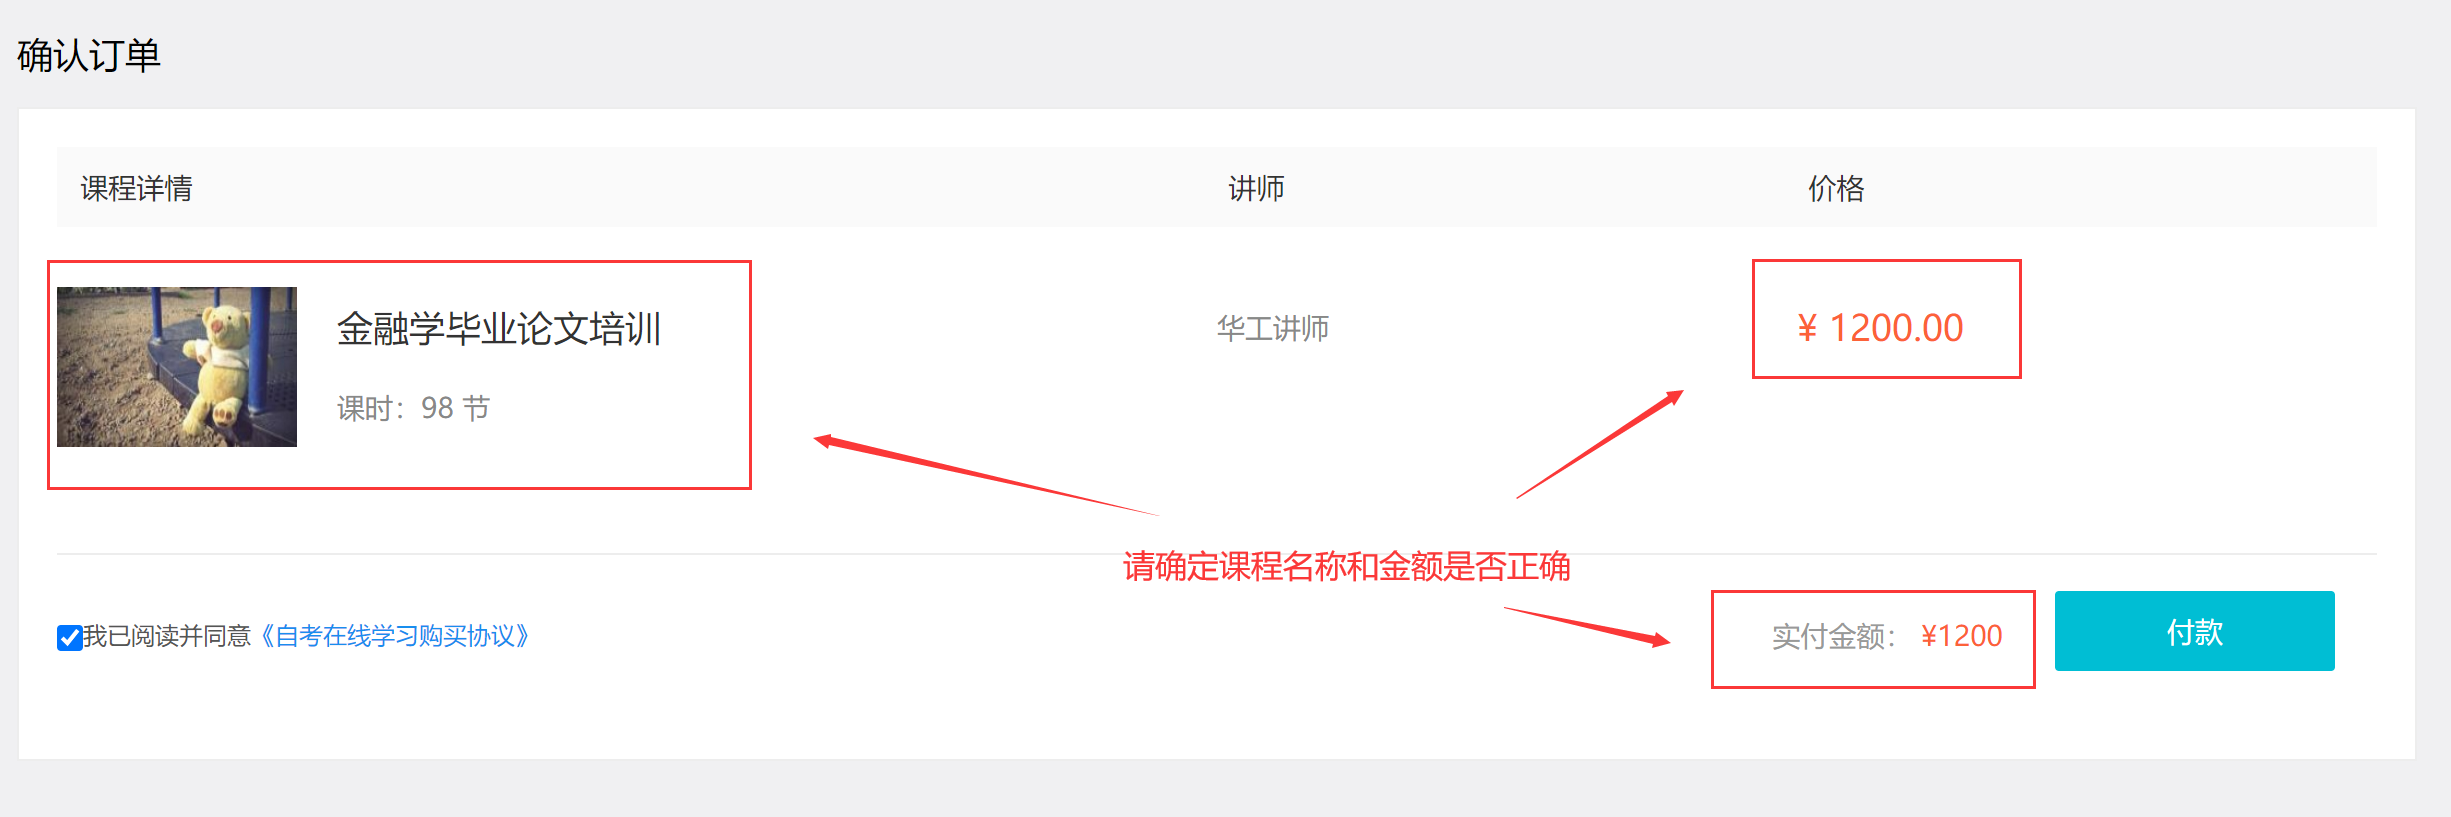 确认订单
课程详情 讲师 价格
金融学毕业论文培训 华工讲师 ¥ 1200.00
课时：98 节
请确定课程名称和金额是否正确
我已阅读并同意《自考在线学习购买协议》 实付金额： ¥1200 付款